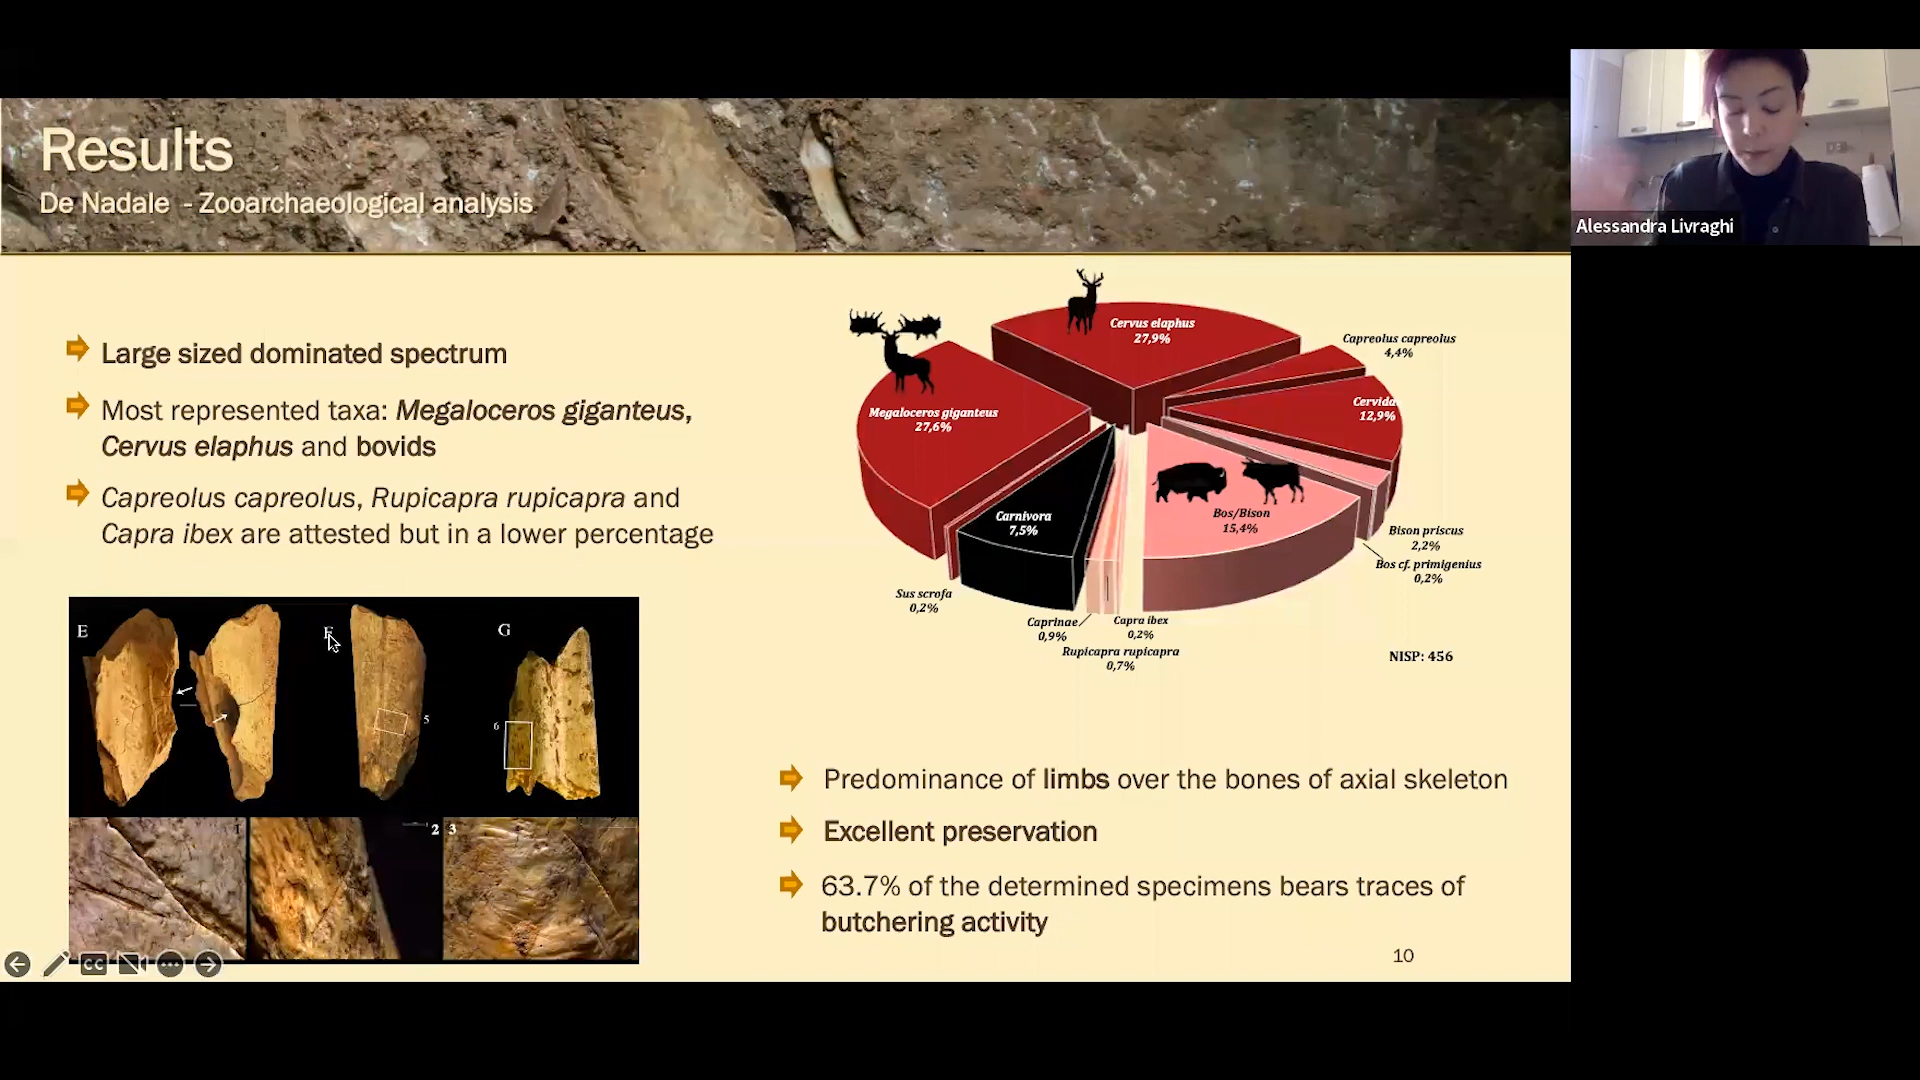 Results
De Nadale - Zooarchaeological analysis
Alessandra Livraghi
Large sized dominated spectrum
Most represented taxa: Megaloceros giganteus,
Cervus elaphus and bovids
Capreolus capreolus, Rupicapra rupicapra and
Capra ibex are attested but in a lower percentage
Cervus elaphus
27,9%
Capreolus capreolus
4,4%
Megaloceros giganteus
27,6%
12,9%
Carnivora
7,5%
Bos/Bison
15,4%
Bison priscus
2,2%
Bos cf. primigenius
0,2%
Sus scrofa
0,2%
Caprinae
0,9%
Capra ibex
0,2%
Rupicapra rupicapra
0,7%
NISP: 456
E
G
5
6
1
2
3
Predominance of limbs over the bones of axial skeleton
Excellent preservation
63.7% of the determined specimens bears traces of
butchering activity
CC
10